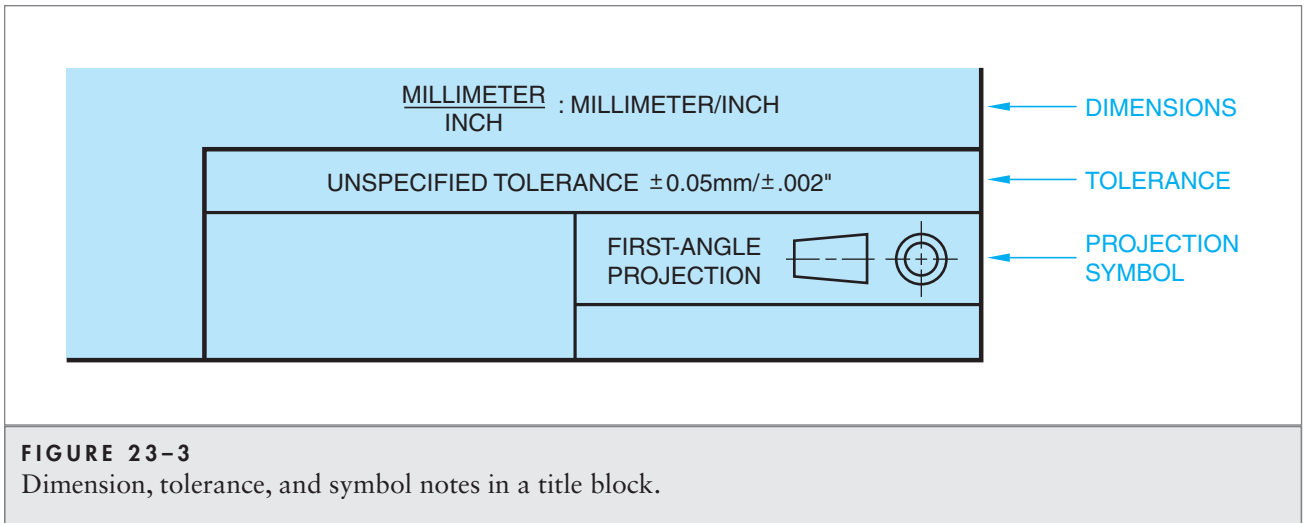 MILLIMETER
INCH
: MILLIMETER/INCH
DIMENSIONS
UNSPECIFIED TOLERANCE ±0.05mm/±.002"
TOLERANCE
FIRST-ANGLE
PROJECTION
PROJECTION
SYMBOL
FIGURE 23–3
Dimension, tolerance, and symbol notes in a title block.